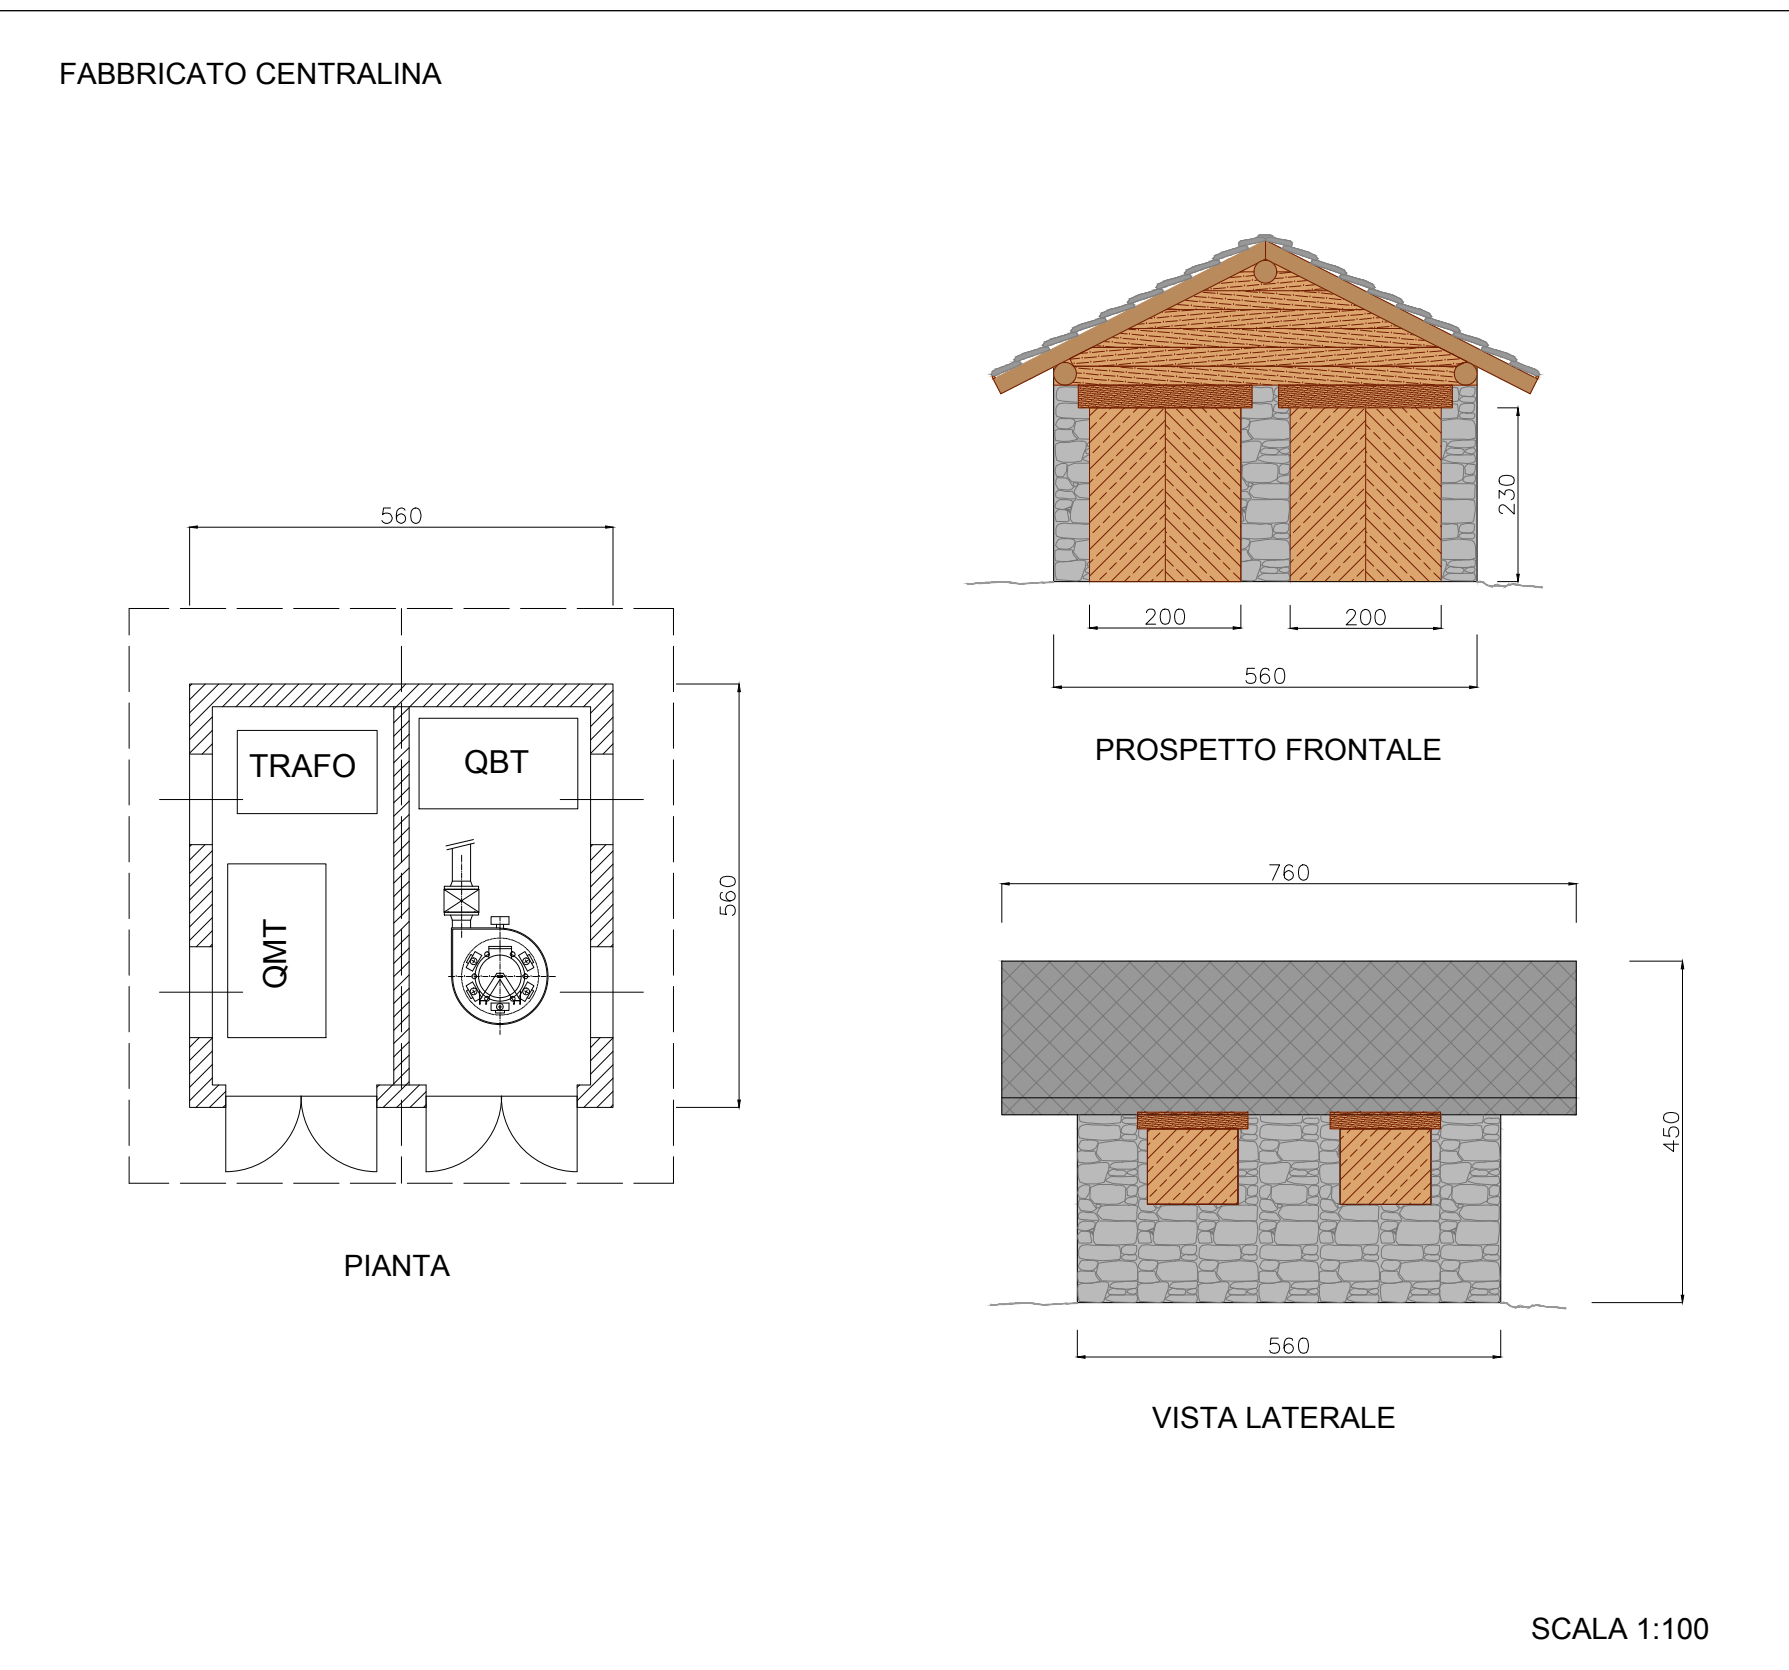 FABBRICATO CENTRALINA
560
TRAFO
QBT
QMT
560
PIANTA
230
200
200
560
PROSPETTO FRONTALE
760
450
560
VISTA LATERALE
SCALA 1:100